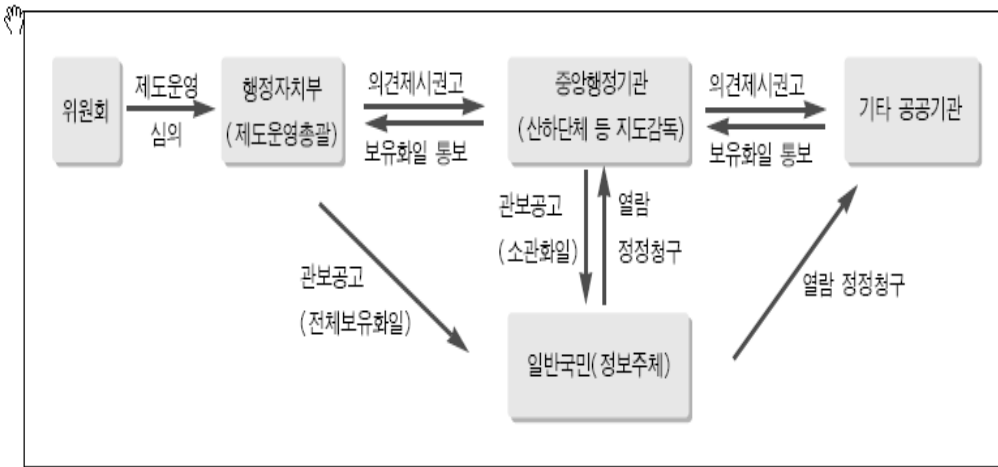 위원회
제도운영
심의
행정자치부
(제도운영총괄)
의견제시권고
보유화일 통보
중앙행정기관
(산하단체 등 지도감독)
의견제시권고
보유화일 통보
기타 공공기관
관보공고
(소관화일)
열람
정정청구
관보공고
(전체보유화일)
열람 정정청구
일반국민(정보주체)